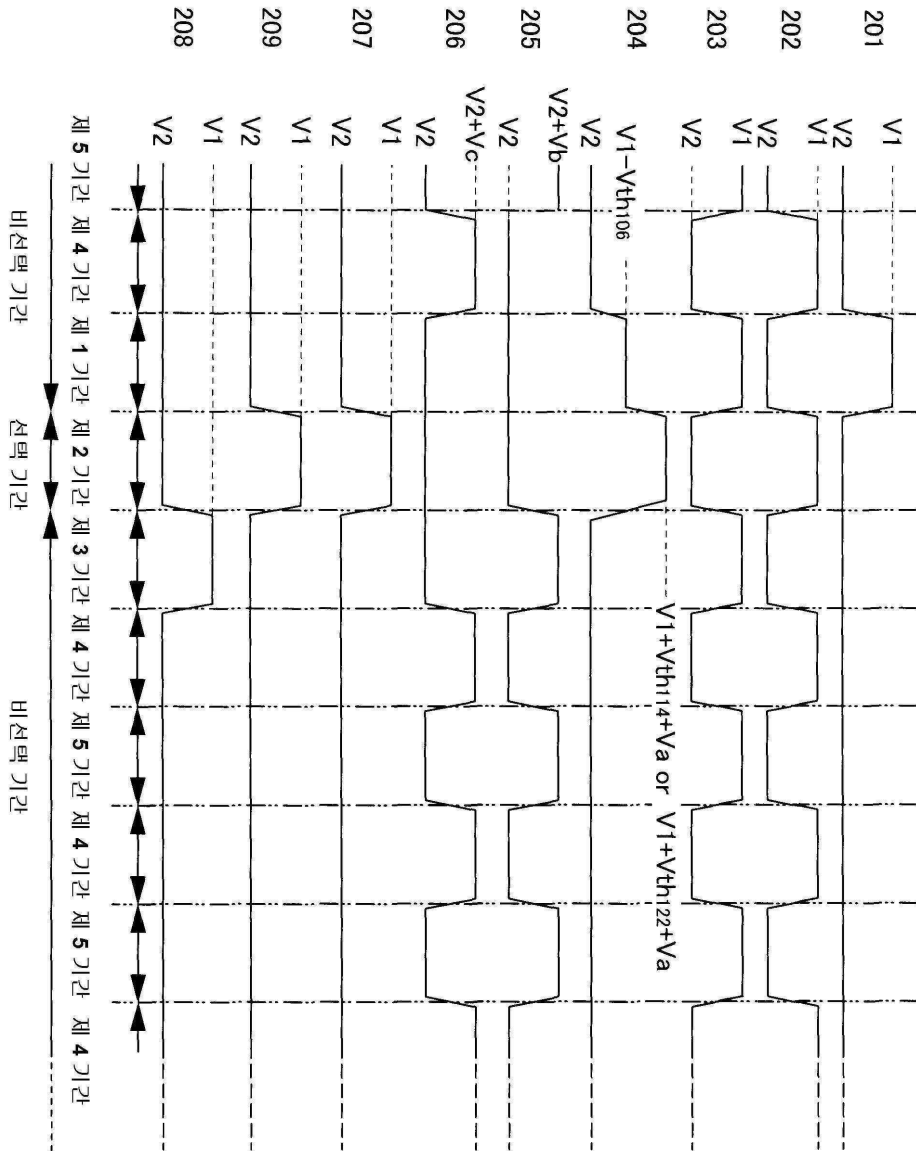 201
V1
V2
202
V1
V2
203
V1
V2
204
V1-Vth106
V2
V1+Vth114+Va or V1+Vth122+Va
205
V2+Vb
V2
206
V2+Vc
V2
207
V1
V2
209
V1
V2
208
V1
V2
제 5 기간 제 4 기간 제 1 기간 제 2 기간 제 3 기간 제 4 기간 제 5 기간 제 4 기간 제 5 기간 제 4 기간
비선택 기간 선택 기간 비선택 기간